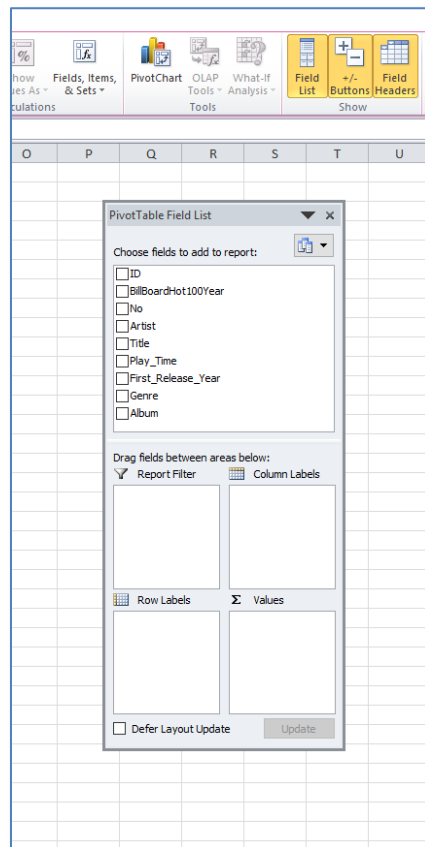 how Fields, Items, PivotChart OLAP What-If Field +/- Field
ues As & Sets Tools Analysis List Buttons Headers
culations Tools Show
O P Q R S T U
PivotTable Field List
Choose fields to add to report:
ID
BillBoardHot100Year
No
Artist
Title
Play_Time
First_Release_Year
Genre
Album
Drag fields between areas below:
Report Filter Column Labels
Row Labels Σ Values
Defer Layout Update Update